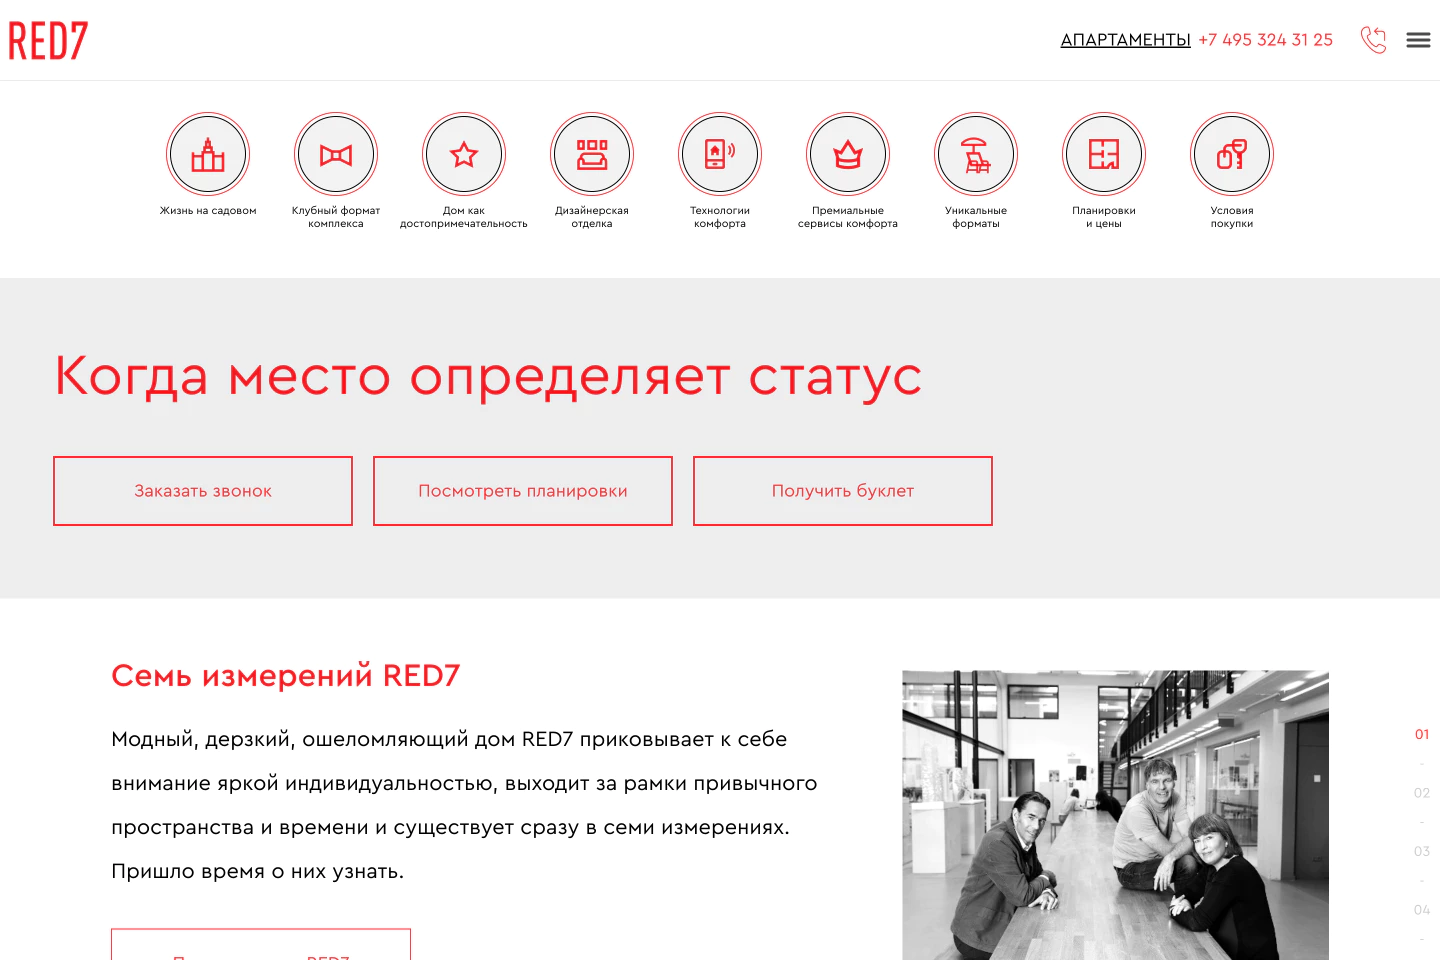 RED7
АПАРТАМЕНТЫ +7 495 324 31 25
Жизнь на садовом
Клубный формат
комплекса
Дом как
достопримечательность
Дизайнерская
отделка
Технологии
комфорта
Премиальные
сервисы комфорта
Уникальные
форматы
Планировки
и цены
Условия
покупки
Когда место определяет статус
Заказать звонок
Посмотреть планировки
Получить буклет
Семь измерений RED7
Модный, дерзкий, ошеломляющий дом RED7 приковывает к себе
внимание яркой индивидуальностью, выходит за рамки привычного
пространства и времени и существует сразу в семи измерениях.
Пришло время о них узнать.
RED7
01
-
02
-
03
-
04
-